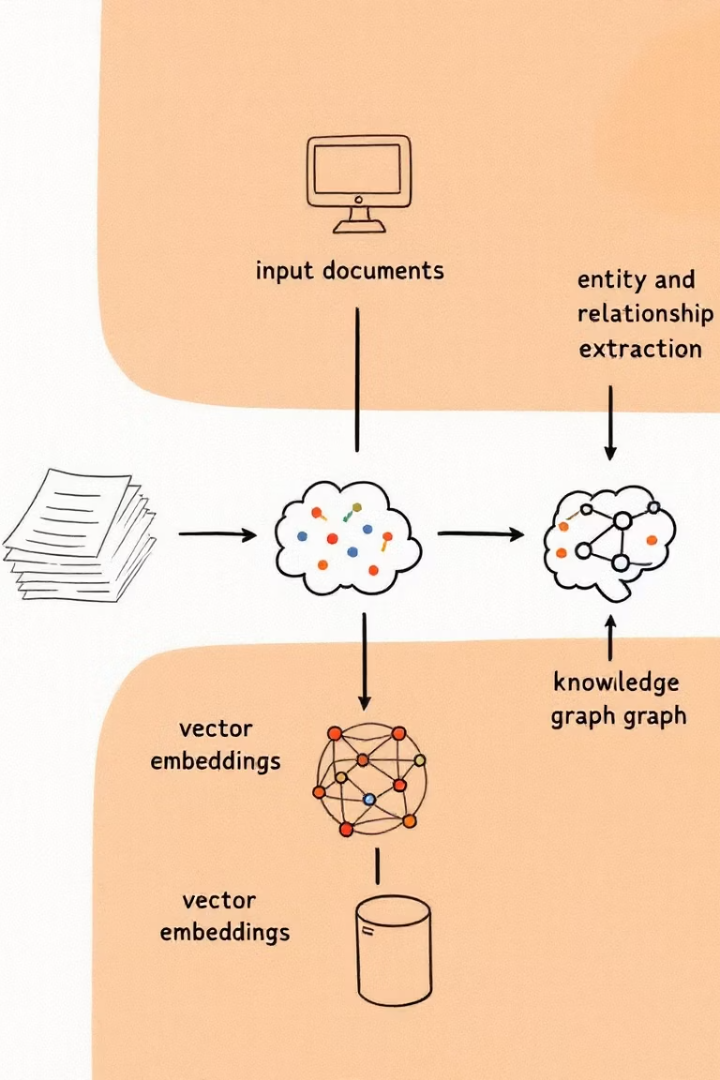 input documents
entity and
relationship
extraction
knowledge
graph graph
vector
embeddings
vector
embeddings